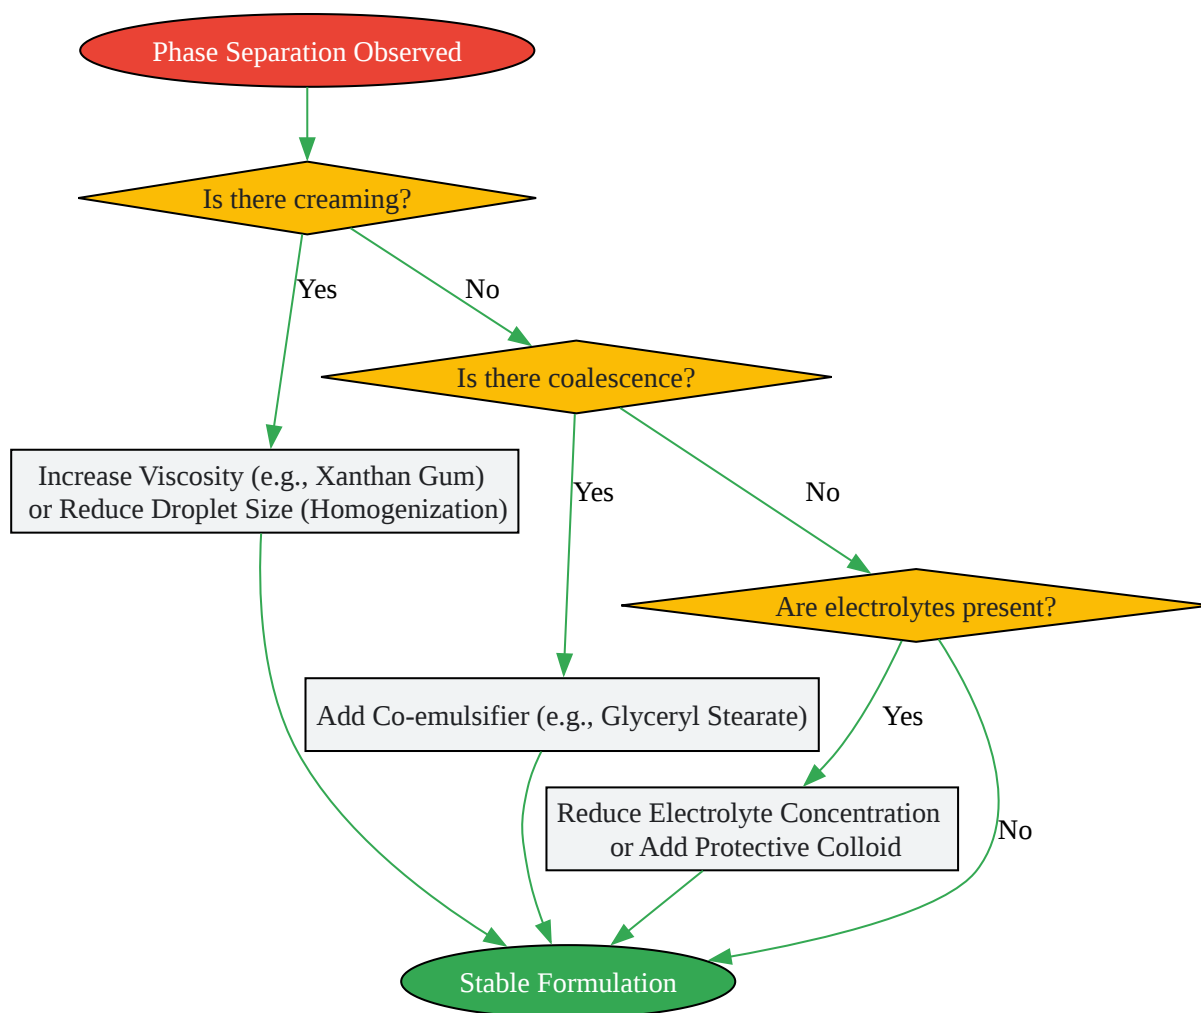 Phase Separation Observed
Is there creaming?
Yes
No
Is there coalescence?
Increase Viscosity (e.g., Xanthan Gum)
or Reduce Droplet Size (Homogenization)
Yes
No
Are electrolytes present?
Add Co-emulsifier (e.g., Glyceryl Stearate)
Yes
Reduce Electrolyte Concentration
or Add Protective Colloid
No
Stable Formulation